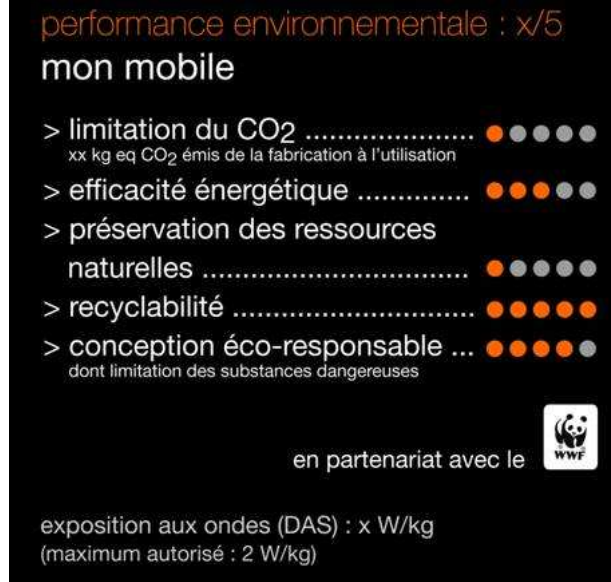 performance environnementale : x/5
mon mobile
> limitation du CO2 ......................
xx kg eq CO2 émis de la fabrication à l'utilisation
> efficacité énergétique ..............
> préservation des ressources
naturelles .................................
> recyclabilité ..............................
> conception éco-responsable ...
dont limitation des substances dangereuses
en partenariat avec le
WWF
exposition aux ondes (DAS) : x W/kg
(maximum autorisé : 2 W/kg)